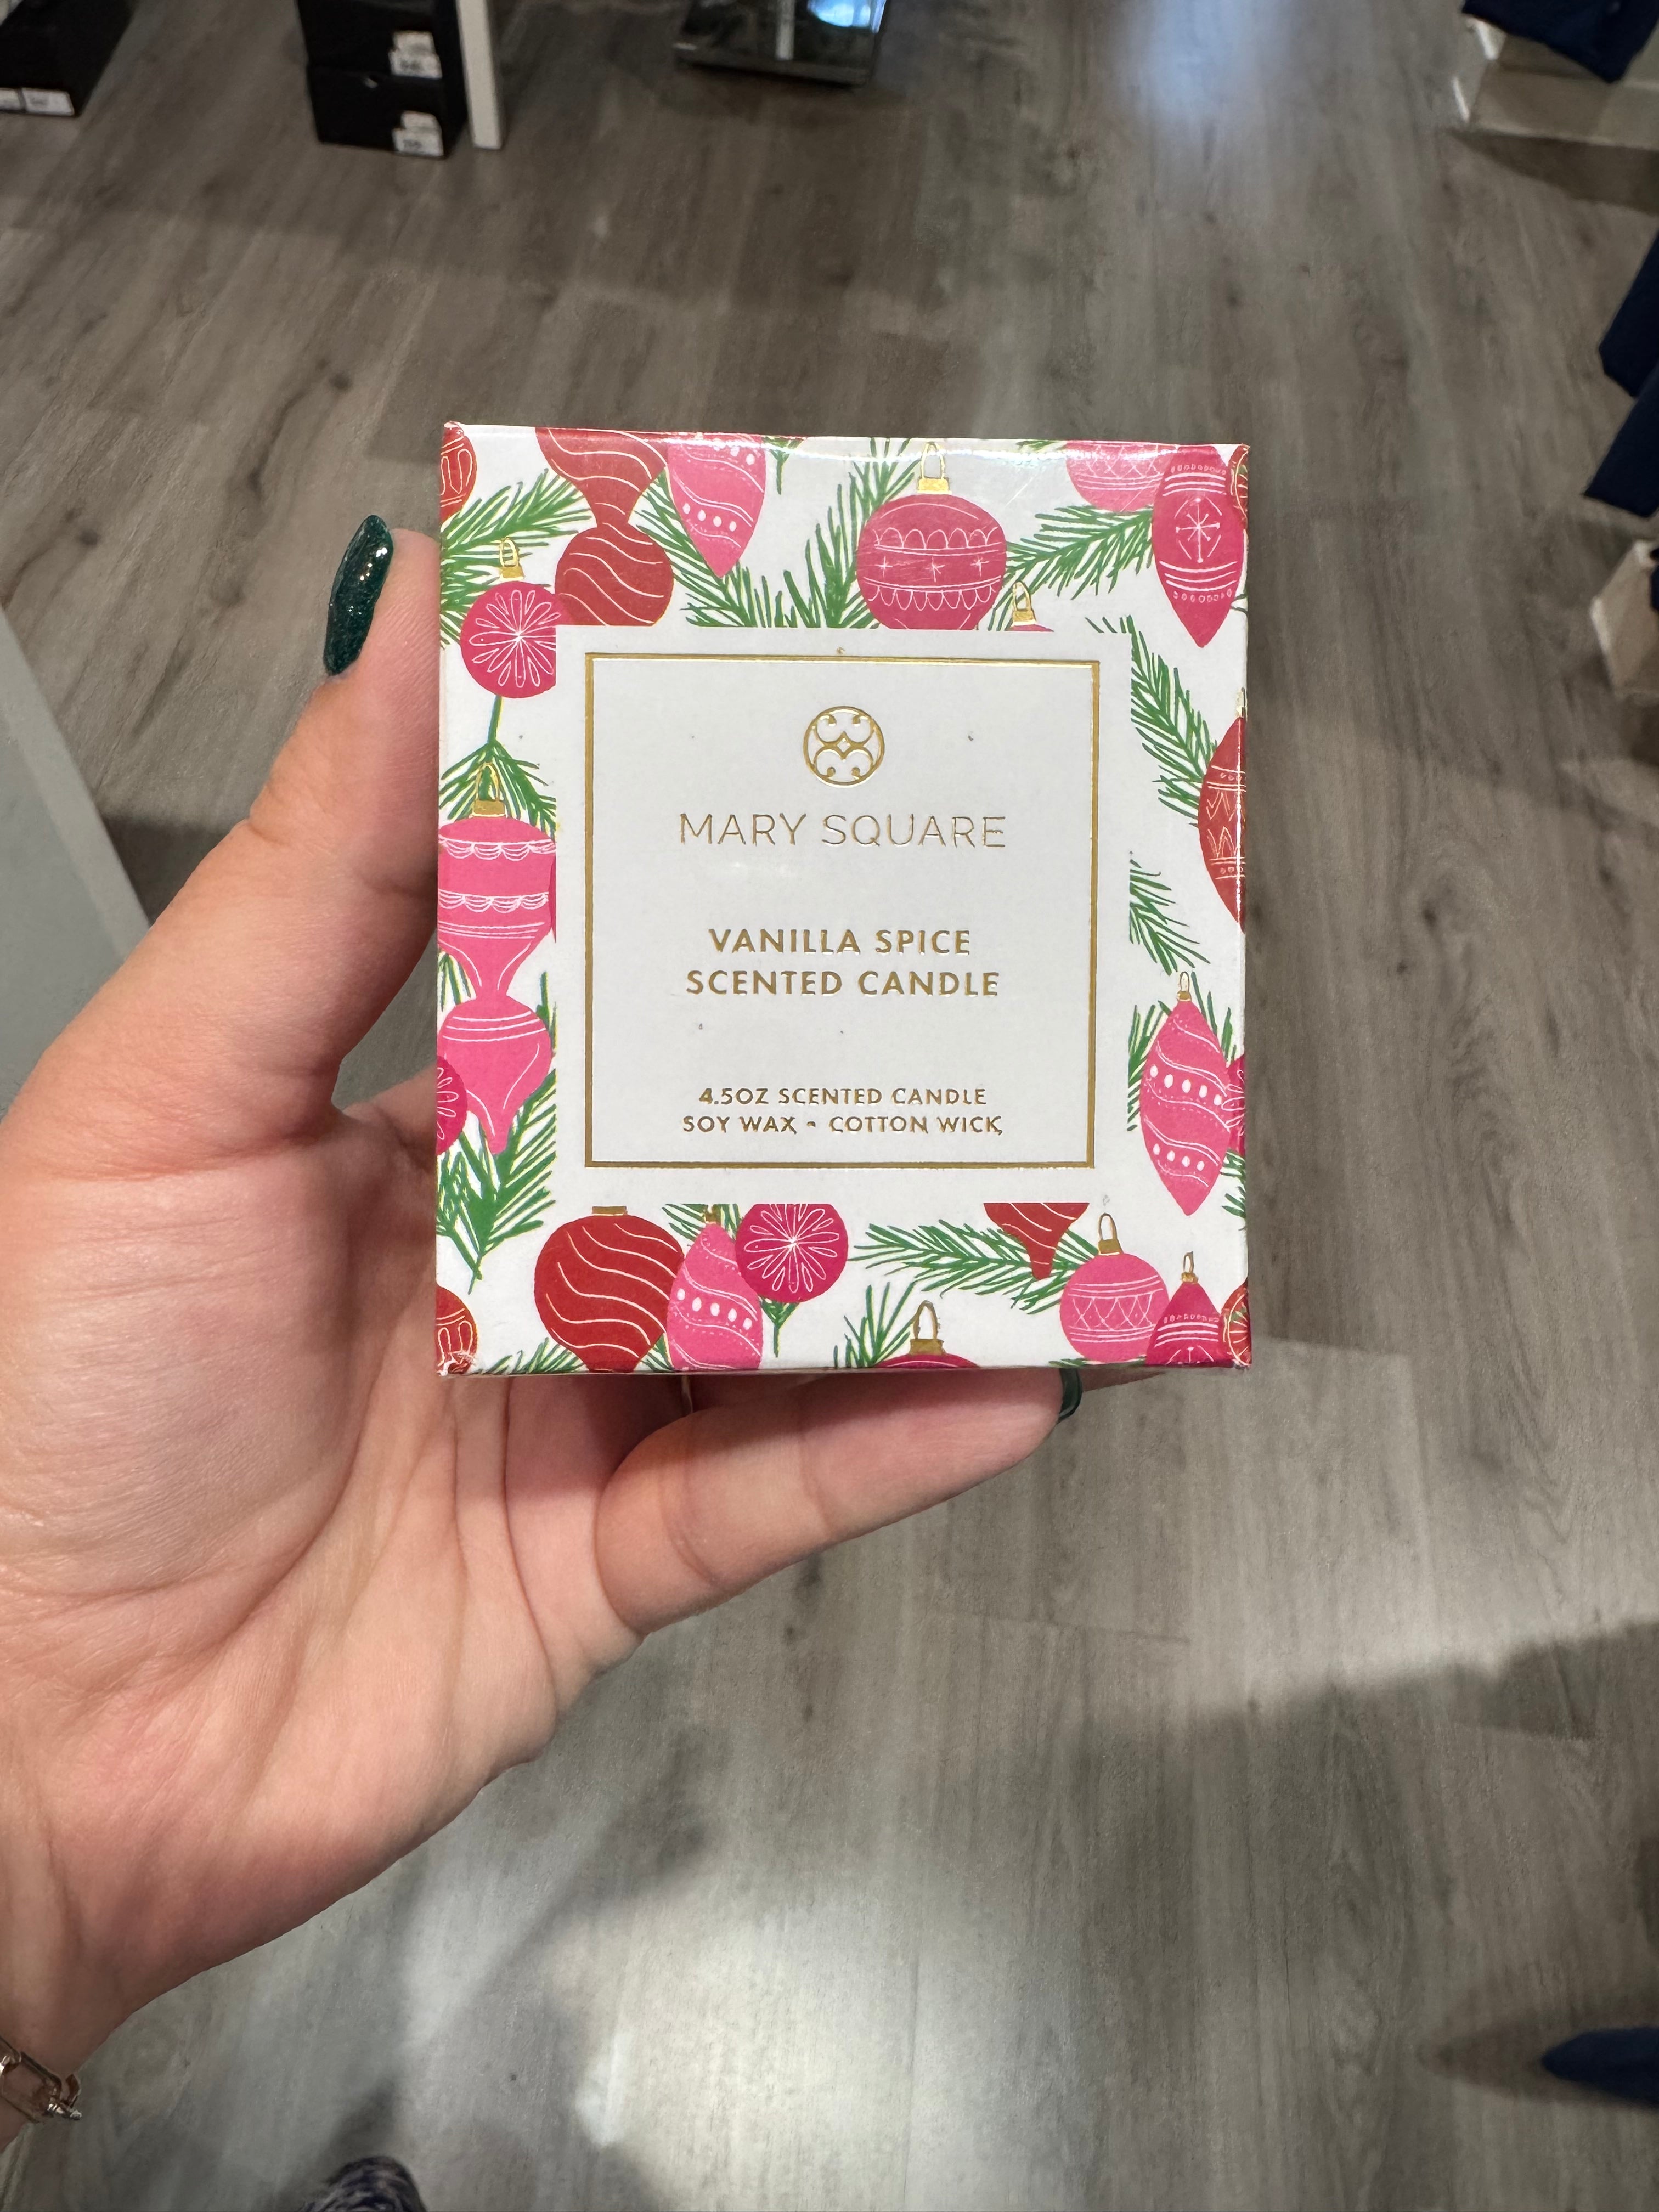 MARY SQUARE
VANILLA SPICE
SCENTED CANDLE
4.5OZ SCENTED CANDLE
SOY WAX • COTTON WICK